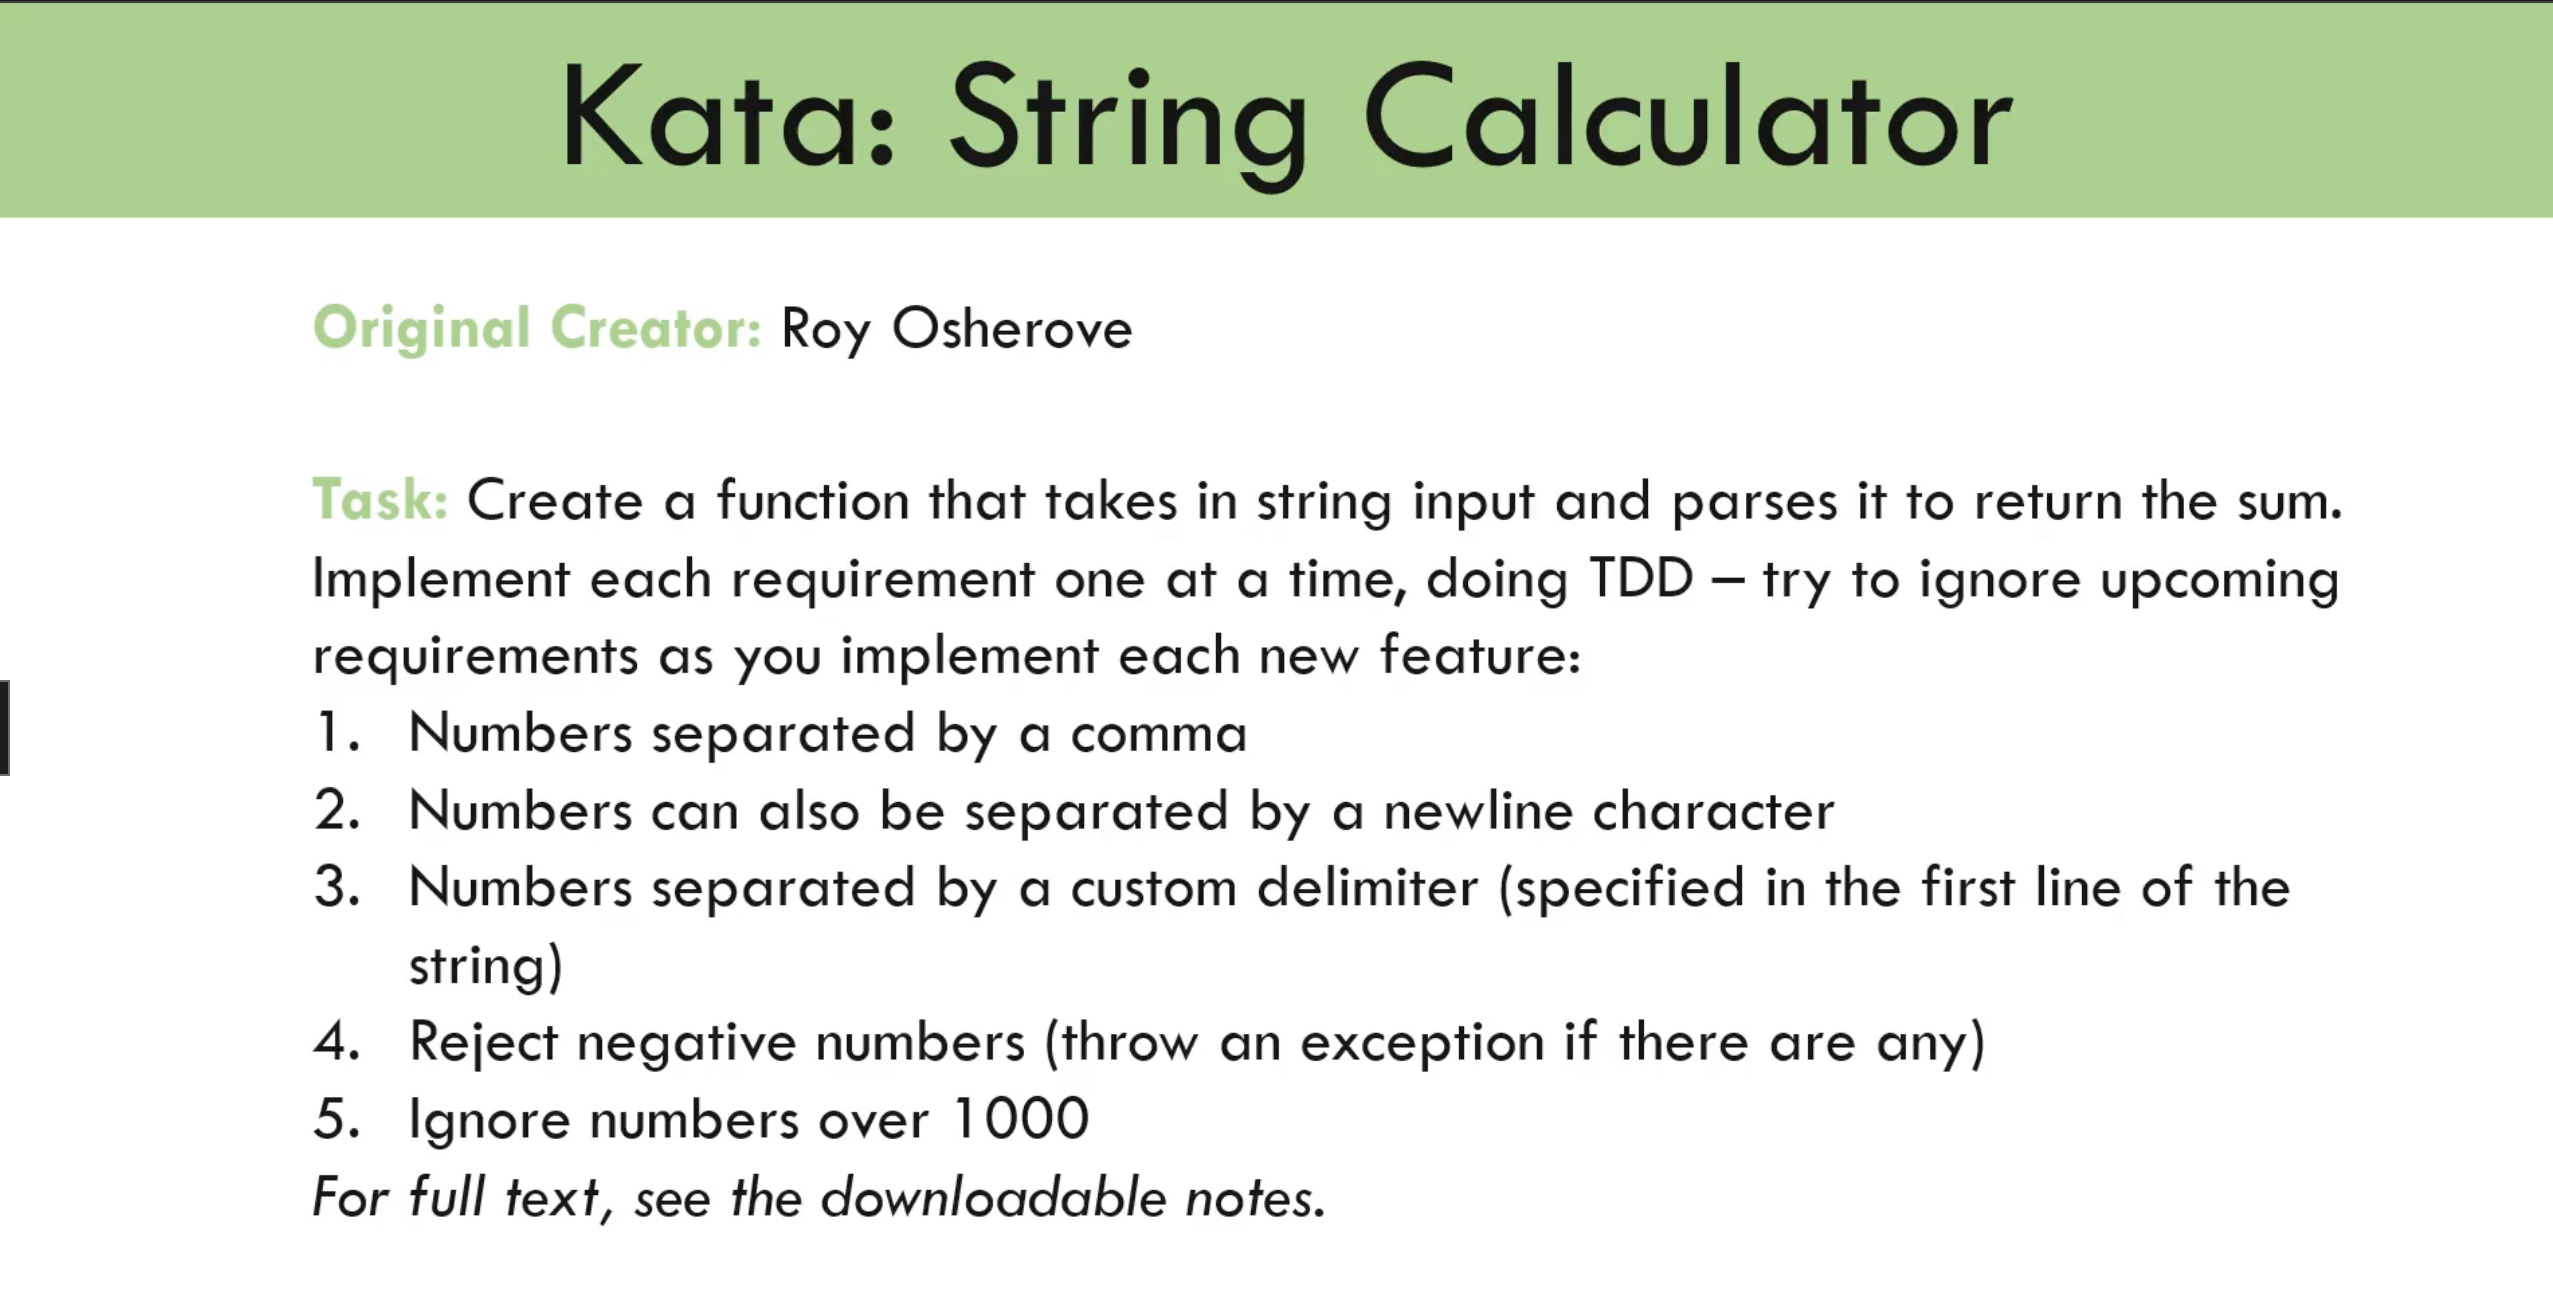 Kata: String Calculator
Original Creator: Roy Osherove
Task: Create a function that takes in string input and parses it to return the sum.
Implement each requirement one at a time, doing TDD – try to ignore upcoming
requirements as you implement each new feature:
1. Numbers separated by a comma
2. Numbers can also be separated by a newline character
3. Numbers separated by a custom delimiter (specified in the first line of the
string)
4. Reject negative numbers (throw an exception if there are any)
5. Ignore numbers over 1000
For full text, see the downloadable notes.